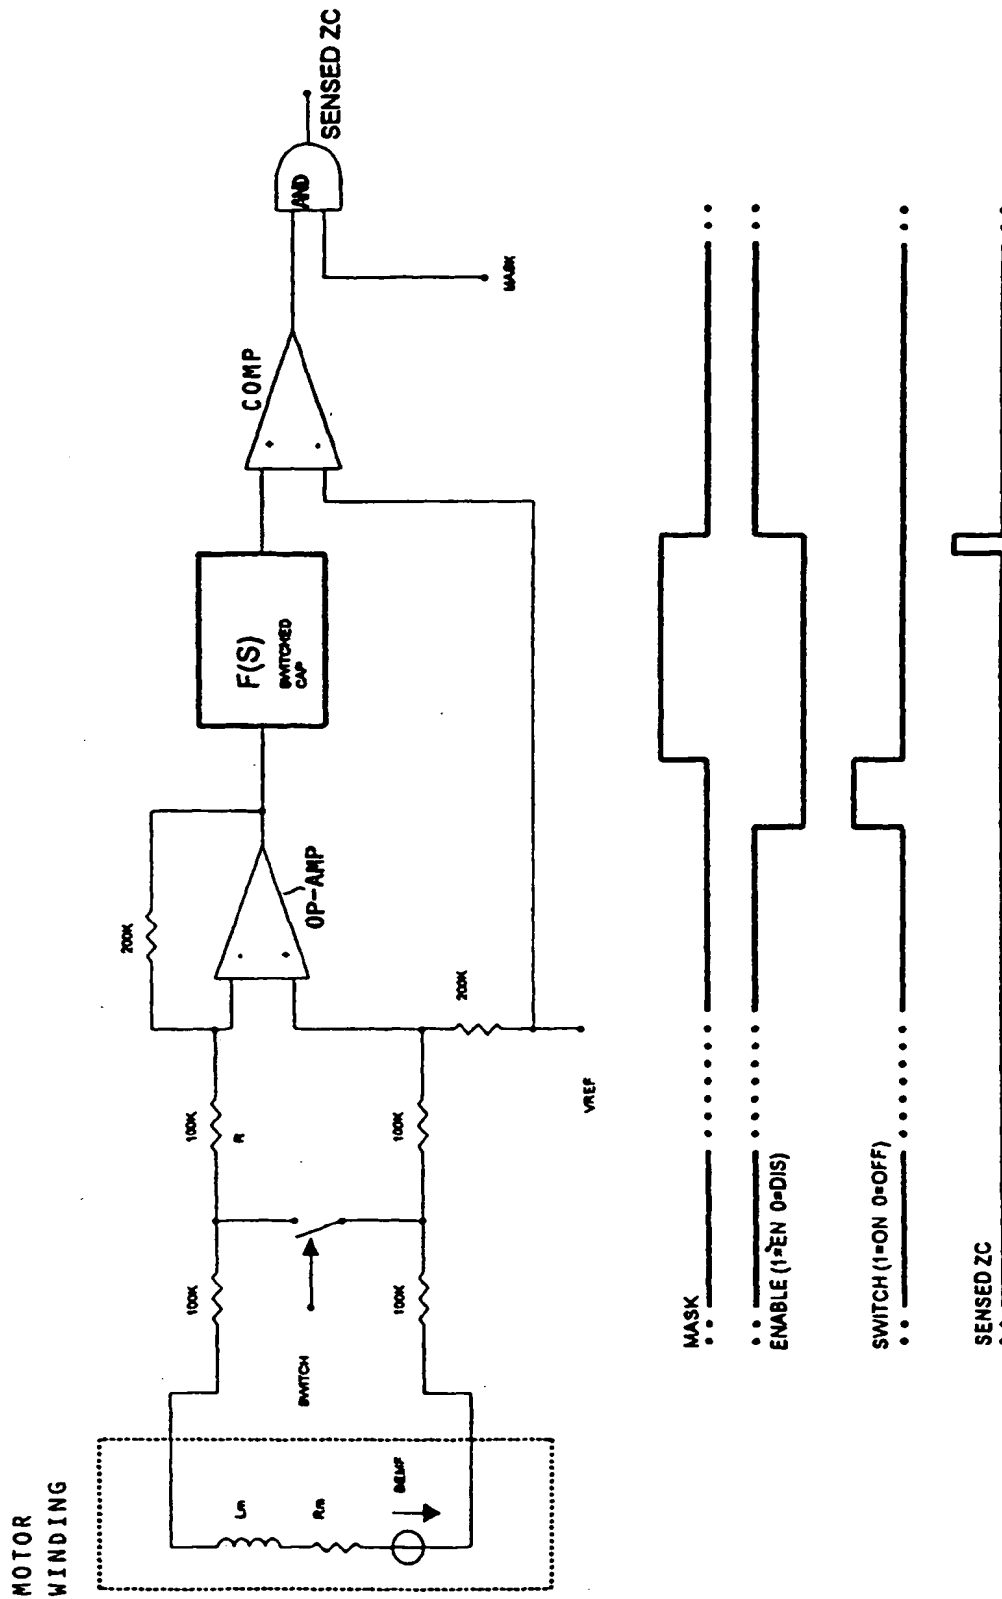 MOTOR
WINDING
Lm
Rm
BEMF
SWITCH
100K
100K
100K
R
100K
200K
-
+
OP-AMP
200K
VREF
F(S)
SWITCHED
CAP
COMP
+
-
AND
MASK
SENSED ZC
MASK
ENABLE (1=EN 0=DIS)
SWITCH (1=ON 0=OFF)
SENSED ZC